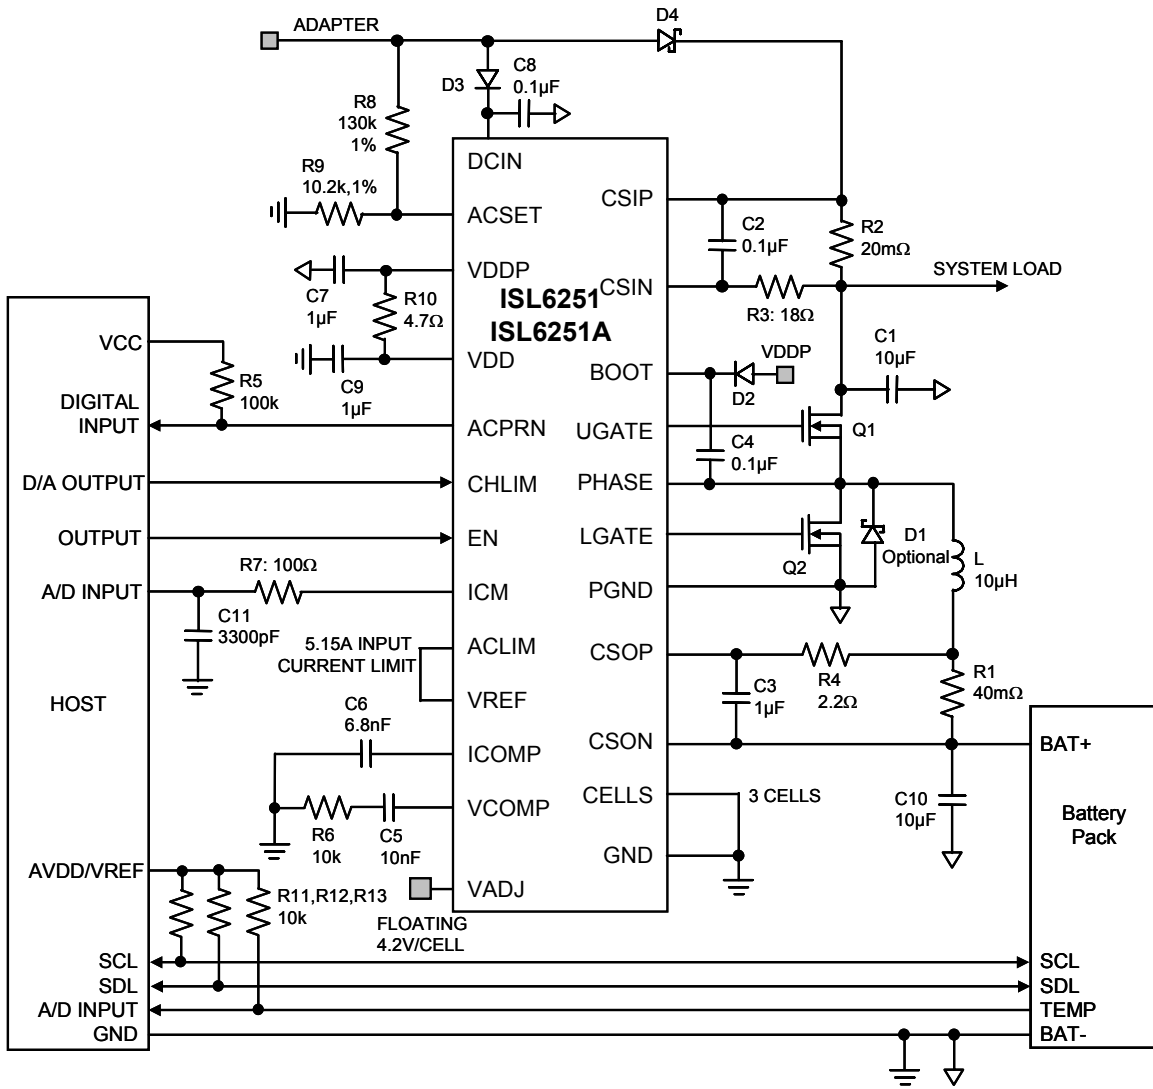 ADAPTER
D4
D3
C8
0.1µF
R8
130k
1%
R9
10.2k,1%
DCIN
ACSET
VDDP
VDD
ACPRN
CHLIM
EN
ICM
ACLIM
VREF
ICOMP
VCOMP
VADJ
ISL6251
ISL6251A
CSIP
CSIN
BOOT
UGATE
PHASE
LGATE
PGND
CSOP
CSON
CELLS
GND
C2
0.1µF
R2
20mΩ
SYSTEM LOAD
R3: 18Ω
C7
1µF
R10
4.7Ω
C9
1µF
VDDP
D2
C1
10µF
C4
0.1µF
Q1
Q2
D1
Optional
L
10µH
R4
2.2Ω
C3
1µF
R1
40mΩ
C10
10µF
3 CELLS
VCC
R5
100k
DIGITAL
INPUT
D/A OUTPUT
OUTPUT
A/D INPUT
R7: 100Ω
C11
3300pF
5.15A INPUT
CURRENT LIMIT
HOST
C6
6.8nF
R6
10k
C5
10nF
AVDD/VREF
R11,R12,R13
10k
FLOATING
4.2V/CELL
SCL
SDL
A/D INPUT
GND
BAT+
Battery
Pack
SCL
SDL
TEMP
BAT-